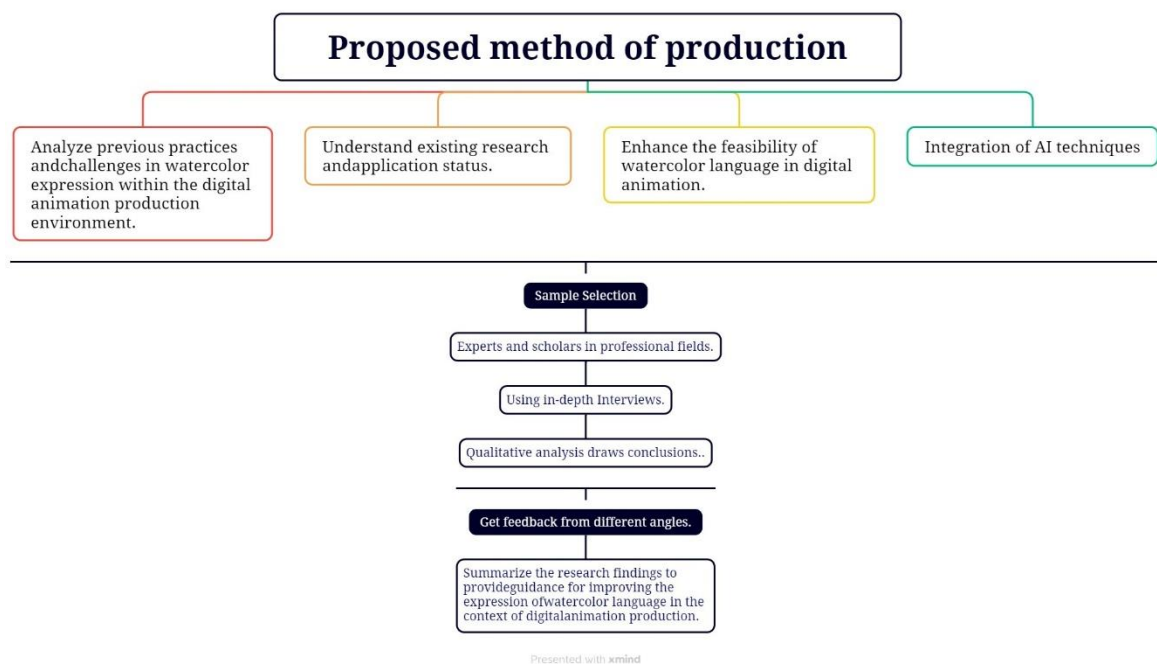 Proposed method of production
Analyze previous practices
andchallenges in watercolor
expression within the digital
animation production
environment.
Understand existing research
andapplication status.
Enhance the feasibility of
watercolor language in digital
animation.
Integration of AI techniques
Sample Selection
Experts and scholars in professional fields.
Using in-depth Interviews.
Qualitative analysis draws conclusions..
Get feedback from different angles.
Summarize the research findings to
provideguidance for improving the
expression ofwatercolor language in the
context of digitalanimation production.
Presented with xmind